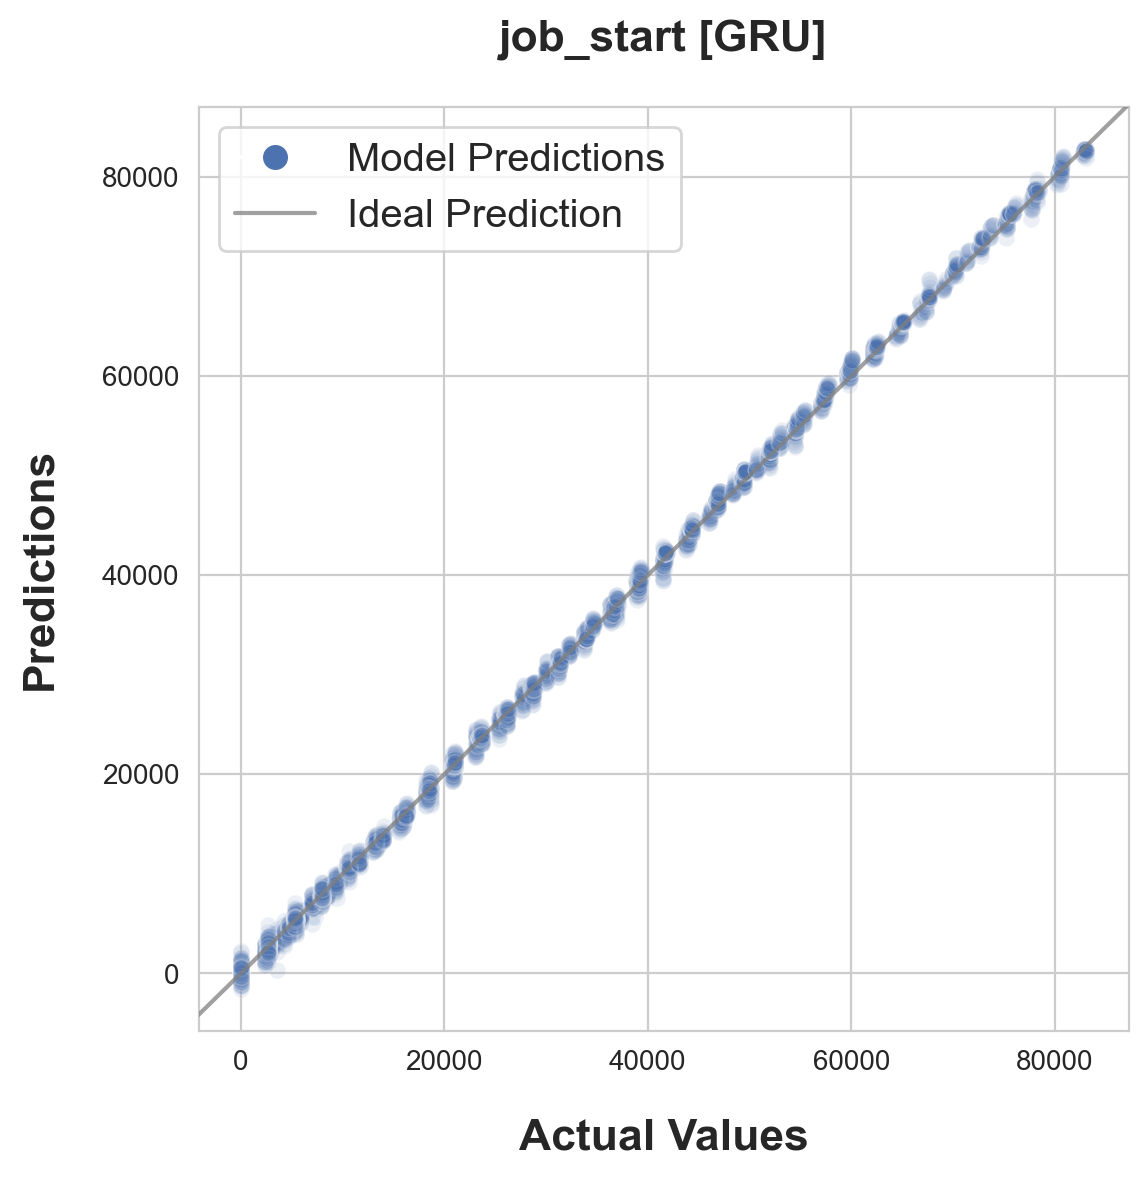 job_start [GRU]
Model Predictions
Ideal Prediction
80000
60000
40000
20000
0
Predictions
0 20000 40000 60000 80000
Actual Values